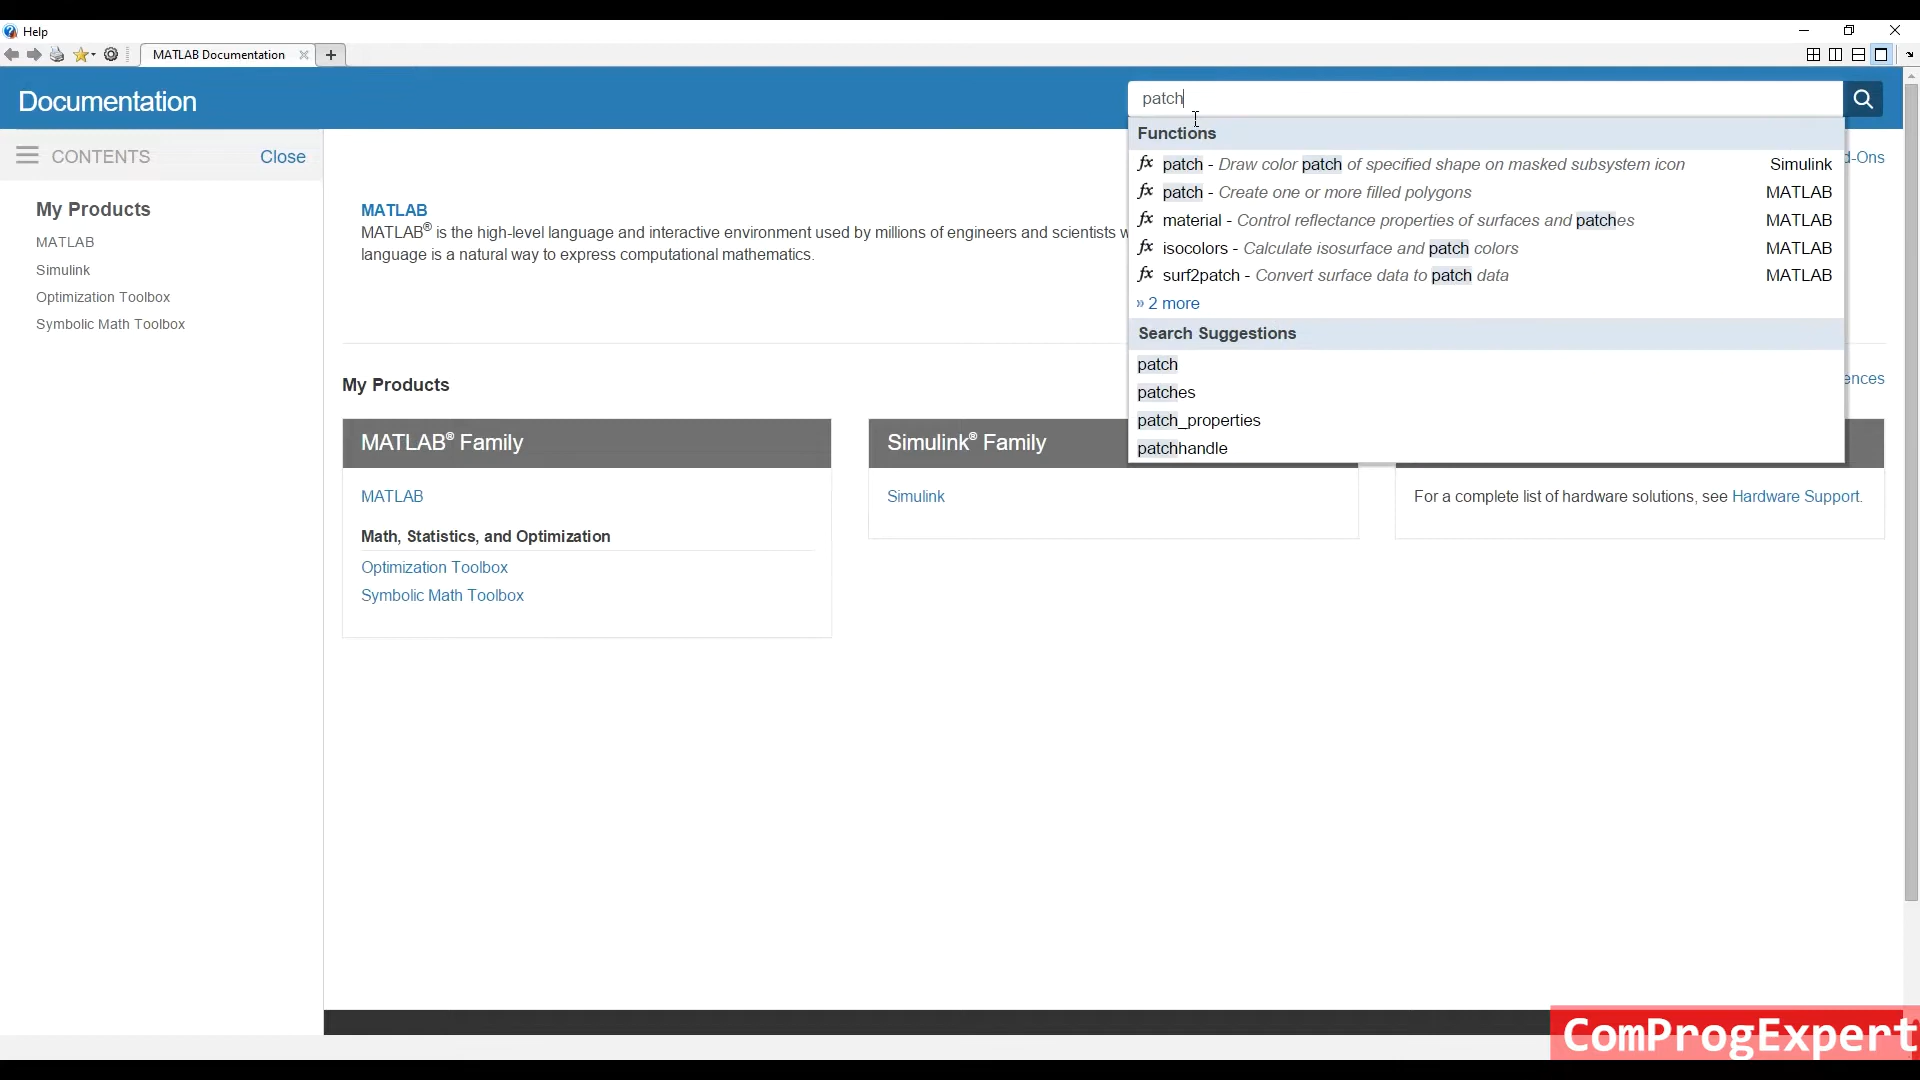 Help
MATLAB Documentation
Documentation
patch
CONTENTS
Close
My Products
MATLAB
Simulink
Optimization Toolbox
Symbolic Math Toolbox
Functions
fx patch - Draw color patch of specified shape on masked subsystem icon Simulink
fx patch - Create one or more filled polygons MATLAB
fx material - Control reflectance properties of surfaces and patches MATLAB
fx isocolors - Calculate isosurface and patch colors MATLAB
fx surf2patch - Convert surface data to patch data MATLAB
» 2 more
Search Suggestions
patch
patches
patch_properties
patchhandle
d-Ons
MATLAB
MATLAB® is the high-level language and interactive environment used by millions of engineers and scientists w
language is a natural way to express computational mathematics.
My Products
ences
MATLAB® Family
MATLAB
Math, Statistics, and Optimization
Optimization Toolbox
Symbolic Math Toolbox
Simulink® Family
Simulink
For a complete list of hardware solutions, see Hardware Support.
ComProgExpert